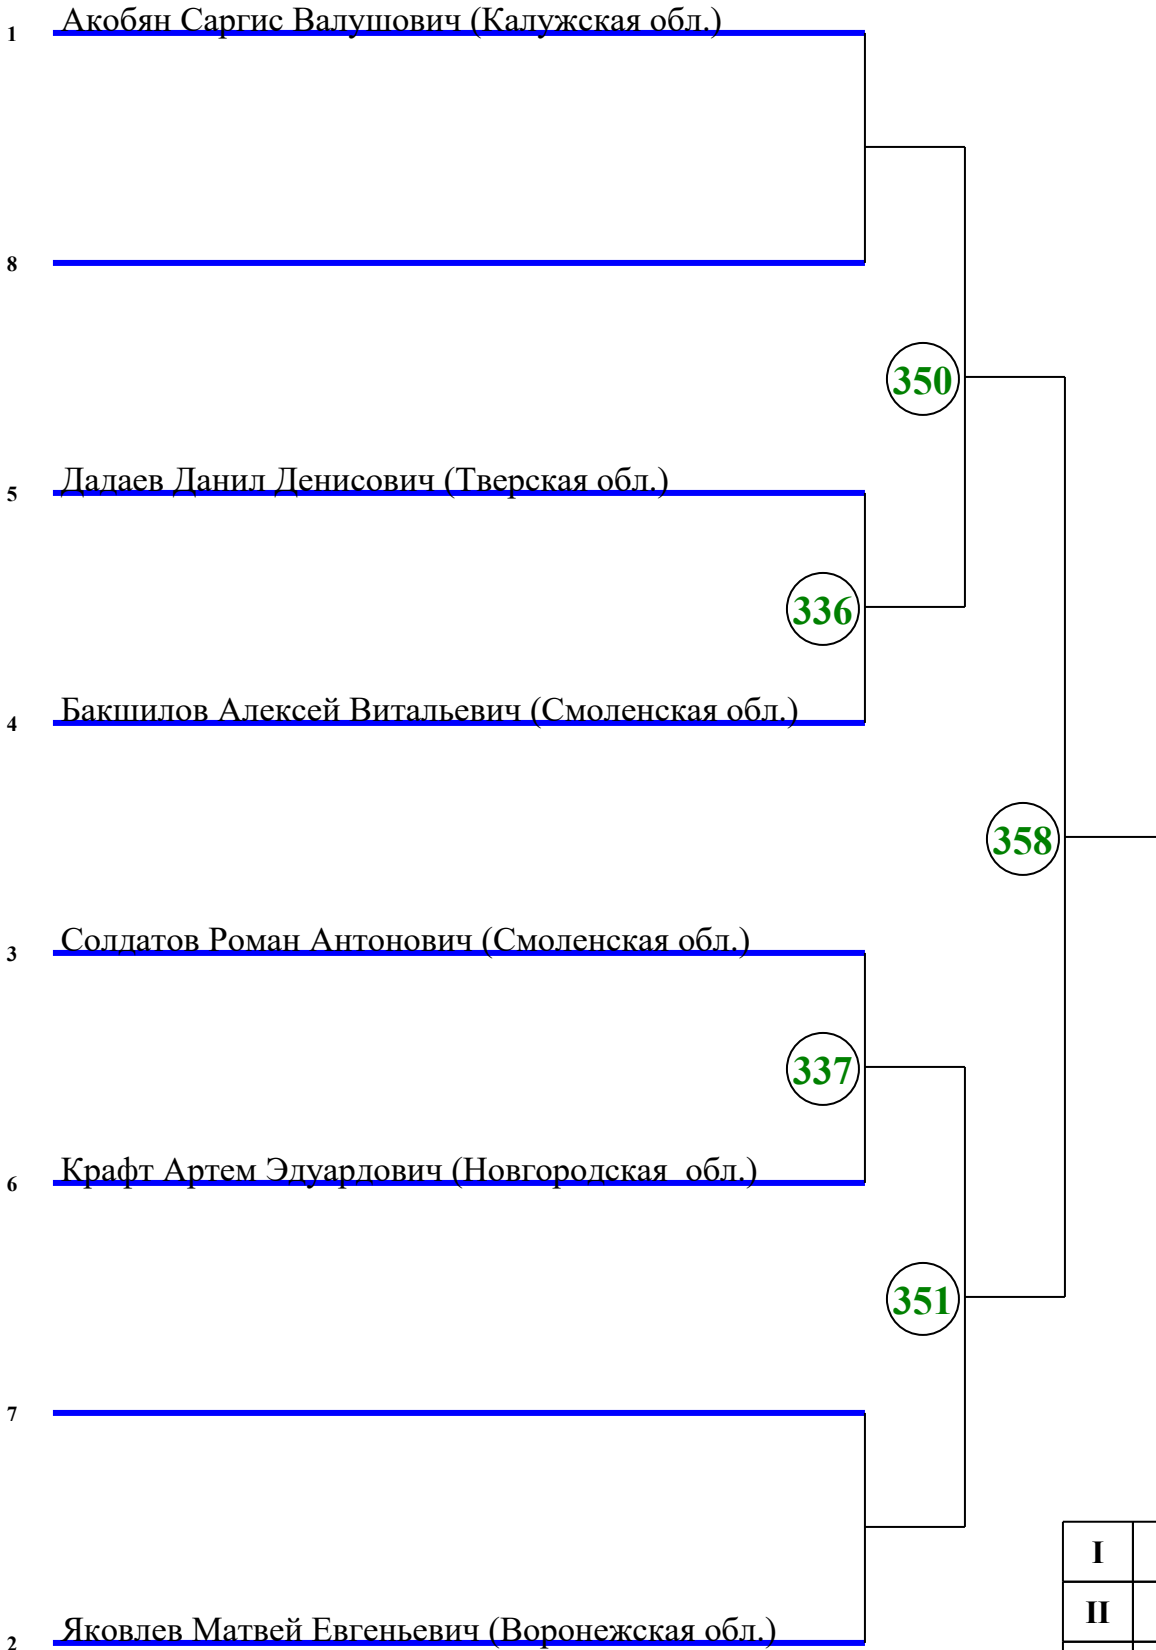 1 Акобян Саргис Валушович (Калужская обл.)
8
350
5 Дадаев Данил Денисович (Тверская обл.)
336
4 Бакшилов Алексей Витальевич (Смоленская обл.)
358
3 Солдатов Роман Антонович (Смоленская обл.)
337
6 Крафт Артем Эдуардович (Новгородская  обл.)
351
7
I
II
2 Яковлев Матвей Евгеньевич (Воронежская обл.)